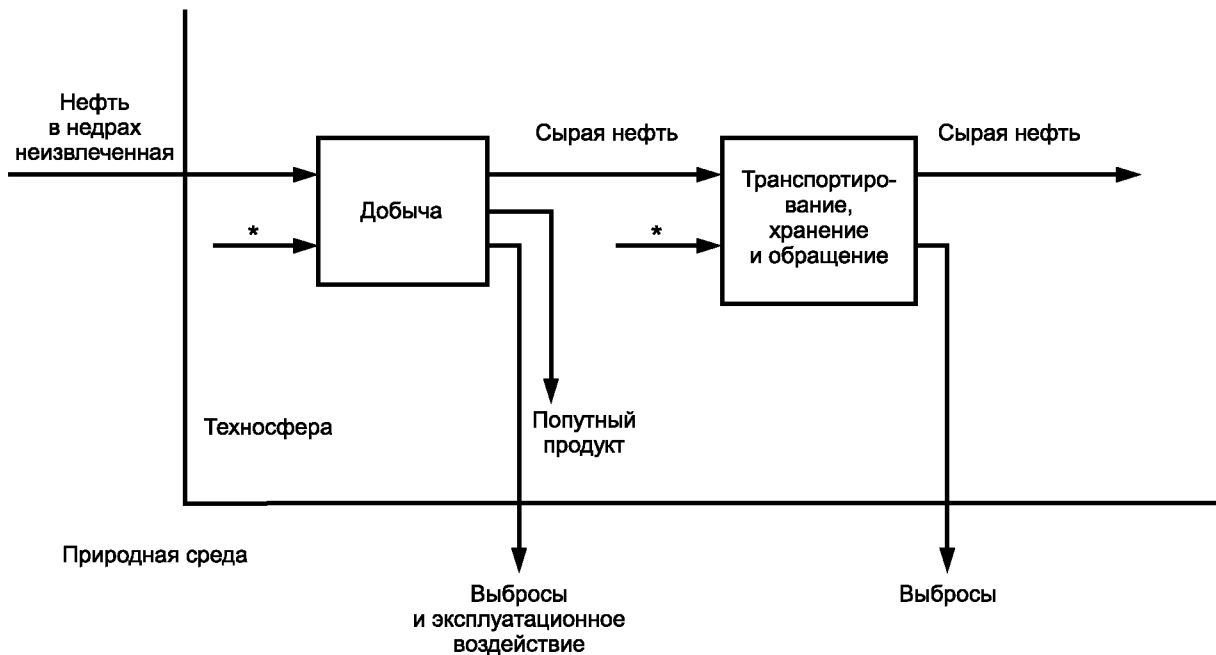 Нефть
в недрах
неизвлеченная
Сырая нефть
Сырая нефть
Добыча
*
Транспортиро-
вание,
хранение
и обращение
*
Техносфера
Попутный
продукт
Природная среда
Выбросы
и эксплуатационное
воздействие
Выбросы